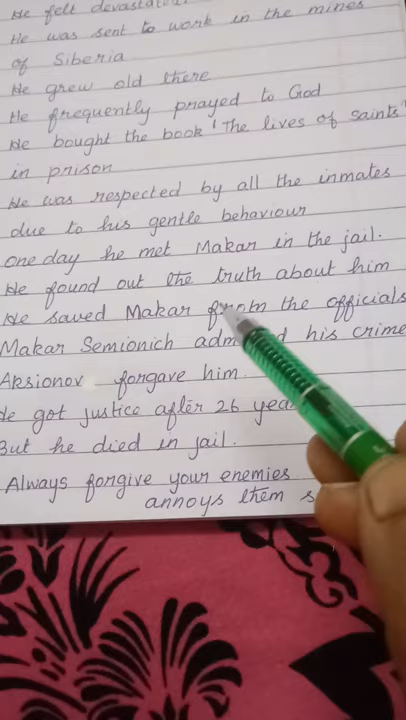 He felt
He was sent to work in the mines
of Siberia
He grew old there
He frequently prayed to God
He bought the book 'The lives of saints'
in prison
He was respected by all the inmates
due to his gentle behaviour
one day he met Makar in the jail.
He found out the truth about him
He saved Makar from the officials
Makar Semionich his crime
Aksionov forgave him.
He got justice after 26
But he died in jail.
Always forgive your enemies
annoys them